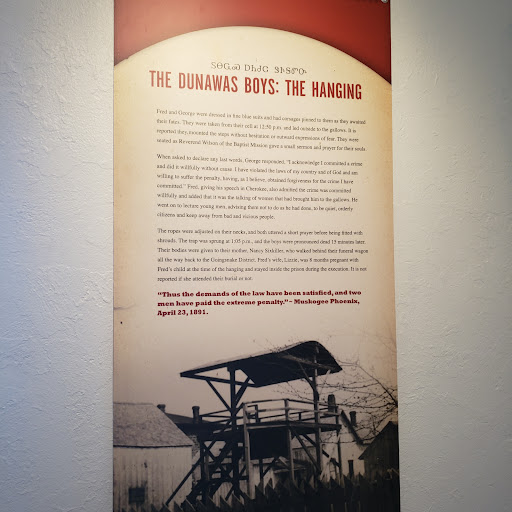 ᏚᎾᏩᏍ ᎠᏂᏧᏣ ᏕᎨᎦᏛ
THE DUNAWAS BOYS: THE HANGING
Fred and George were dressed in fine blue suits and had corsages pinned to them as they awaited
their fates. They were taken from their cell at 12:50 p.m. and led outside to the gallows. It is
reported they mounted the steps without hesitation or outward expressions of fear. They were
seated as Reverend Wilson of the Baptist Mission gave a small sermon and prayer for their souls.
When asked to declare any last words, George responded, "I acknowledge I committed a crime
and did it willfully without cause. I have violated the laws of my country and of God and am
willing to suffer the penalty, having, as I believe, obtained forgiveness for the crime I have
committed." Fred, giving his speech in Cherokee, also admitted the crime was committed
willfully and added that it was the talking of women that had brought him to the gallows. He
went on to lecture young men, advising them not to do as he had done, to be quiet, orderly
citizens and keep away from bad and vicious people.
The ropes were adjusted on their necks, and both uttered a short prayer before being fitted with
shrouds. The trap was sprung at 1:05 p.m., and the boys were pronounced dead 15 minutes later.
Their bodies were given to their mother, Nancy Sixkiller, who walked behind their funeral wagon
all the way back to the Goingsnake District. Fred's wife, Lizzie, was 8 months pregnant with
Fred's child at the time of the hanging and stayed inside the prison during the execution. It is not
reported if she attended their burial or not.
"Thus the demands of the law have been satisfied, and two
men have paid the extreme penalty." – Muskogee Phoenix,
April 23, 1891.